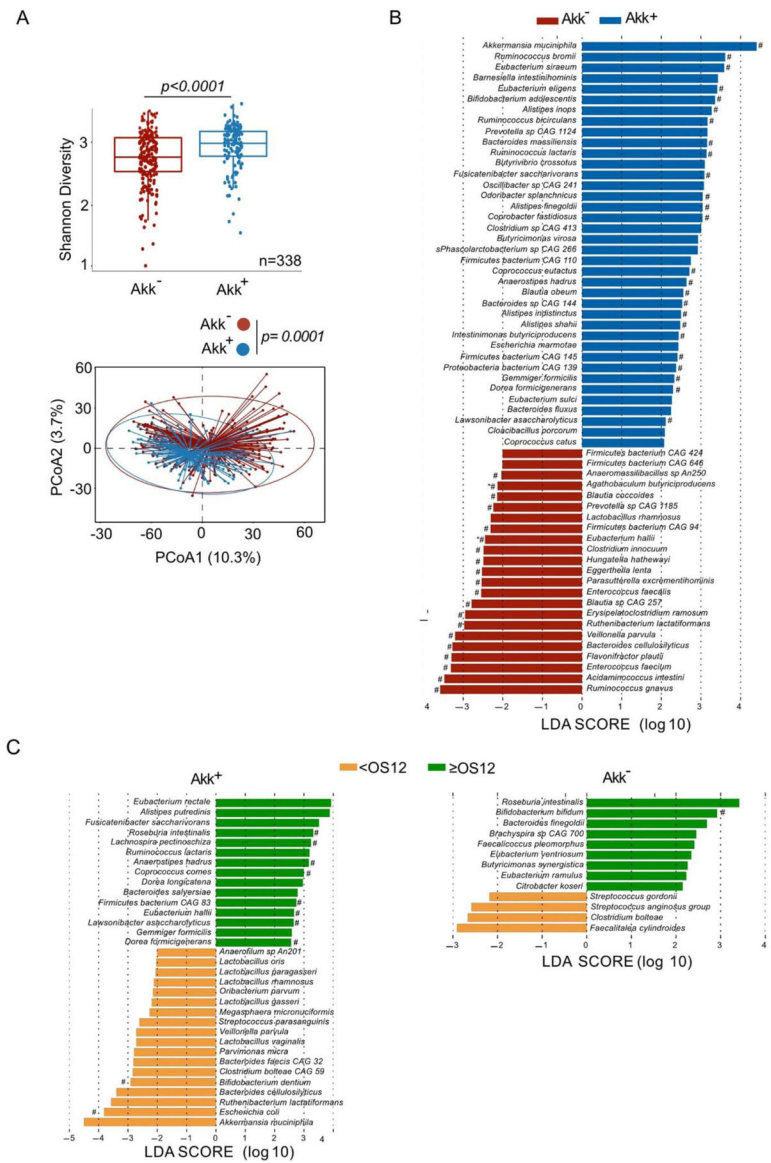 A
p<0.0001
Shannon Diversity
3
2
1
n=338
Akk-
Akk+
Akk-
Akk+
p= 0.0001
60
30
0
-30
PCoA2 (3.7%)
-30 -60 0 30 60
PCoA1 (10.3%)
B
Akk- Akk+
Akkermansia muciniphila #
Ruminococcus bromii #
Eubacterium siraeum #
Barnesiella intestinihominis
Eubacterium eligens #
Bifidobacterium adolescentis #
Alistipes inops #
Ruminococcus bicirculans #
Prevotella sp CAG 1124
Bacteroides massiliensis #
Ruminococcus lactaris #
Butyrivibrio crossotus
Fusicatenibacter saccharivorans #
Oscillibacter sp CAG 241
Odoribacter splanchnicus #
Alistipes finegoldii #
Coprobacter fastidiosus #
Clostridium sp CAG 413
Butyricimonas virosa
sPhascolarctobacterium sp CAG 266
Firmicutes bacterium CAG 110
Coprococcus eutactus #
Anaerostipes hadrus #
Blautia obeum #
Bacteroides sp CAG 144 #
Alistipes indistinctus #
Alistipes shahii #
Intestinimonas butyriciproducens #
Escherichia marmotae
Firmicutes bacterium CAG 145 #
Proteobacteria bacterium CAG 139 #
Gemmiger formicilis #
Dorea formicigenerans #
Eubacterium sulci
Bacteroides fluxus
Lawsonibacter asaccharolyticus #
Cloacibacillus porcorum
Coprococcus catus
Firmicutes bacterium CAG 424
Firmicutes bacterium CAG 646
# Anaeromassilibacillus sp An250
*# Agathobaculum butyriciproducens
# Blautia coccoides
# Prevotella sp CAG 1185
Lactobacillus rhamnosus
# Firmicutes bacterium CAG 94
*# Eubacterium hallii
# Clostridium innocuum
# Hungatella hathewayi
# Eggerthella lenta
# Parasutterella excrementihominis
# Enterococcus faecalis
# Blautia sp CAG 257
# Erysipelatoclostridium ramosum
# Ruthenibacterium lactatiformans
# Veillonella parvula
# Bacteroides cellulosilyticus
# Flavonifractor plautii
# Enterococcus faecium
# Acidaminococcus intestini
# Ruminococcus gnavus
4 −3 −2 −1 0 1 2 3 4
LDA SCORE (log 10)
C
<OS12 ≥OS12
Akk+
Eubacterium rectale
Alistipes putredinis
Fusicatenibacter saccharivorans
Roseburia intestinalis #
Lachnospira pectinoschiza #
Ruminococcus lactaris
Anaerostipes hadrus #
Coprococcus comes #
Dorea longicatena
Bacteroides salyersiae
Firmicutes bacterium CAG 83 #
Eubacterium hallii #
Lawsonibacter asaccharolyticus #
Gemmiger formicilis
Dorea formicigenerans #
Anaerofilum sp An201
Lactobacillus oris
Lactobacillus paragasseri
Lactobacillus rhamnosus
Oribacterium parvum
Lactobacillus gasseri
Megasphaera micronuciformis
Streptococcus parasanguinis
Veillonella parvula
Lactobacillus vaginalis
Parvimonas micra
Bacteroides faecis CAG 32
Clostridium bolteae CAG 59
# Bifidobacterium dentium
Bacteroides cellulosilyticus
Ruthenibacterium lactatiformans
# Escherichia coli
Akkermansia muciniphila
−5 −4 −3 −2 −1 0 1 2 3 4
LDA SCORE (log 10)
Akk-
Roseburia intestinalis
Bifidobacterium bifidum #
Bacteroides finegoldii
Brachyspira sp CAG 700
Faecalicoccus pleomorphus
Eubacterium ventriosum
Butyricimonas synergistica
Eubacterium ramulus
Citrobacter koseri
Streptococcus gordonii
Streptococcus anginosus group
Clostridium bolteae
Faecalitalea cylindroides
−3 −2 −1 0 1 2 3 4
LDA SCORE (log 10)